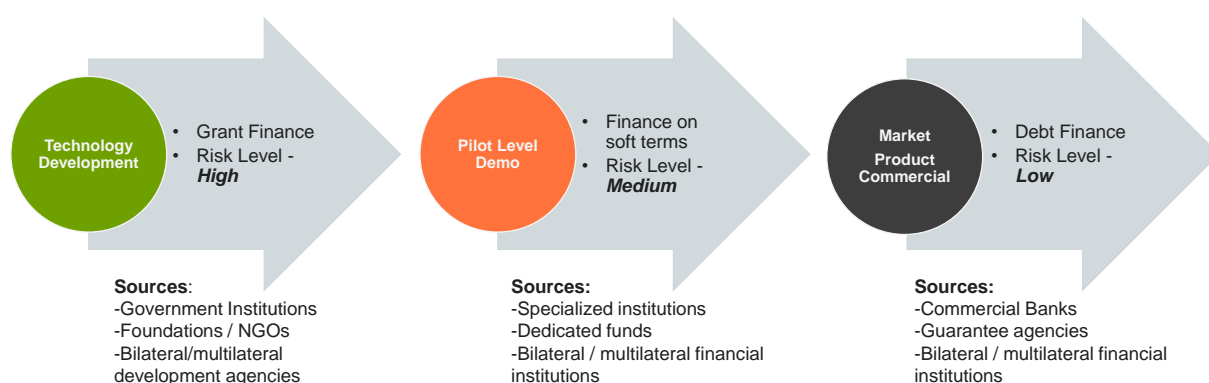 Technology
Development
• Grant Finance
• Risk Level -
High
Sources:
-Government Institutions
-Foundations / NGOs
-Bilateral/multilateral
development agencies
Pilot Level
Demo
• Finance on
soft terms
• Risk Level -
Medium
Sources:
-Specialized institutions
-Dedicated funds
-Bilateral / multilateral financial
institutions
Market
Product
Commercial
• Debt Finance
• Risk Level -
Low
Sources:
-Commercial Banks
-Guarantee agencies
-Bilateral / multilateral financial
institutions